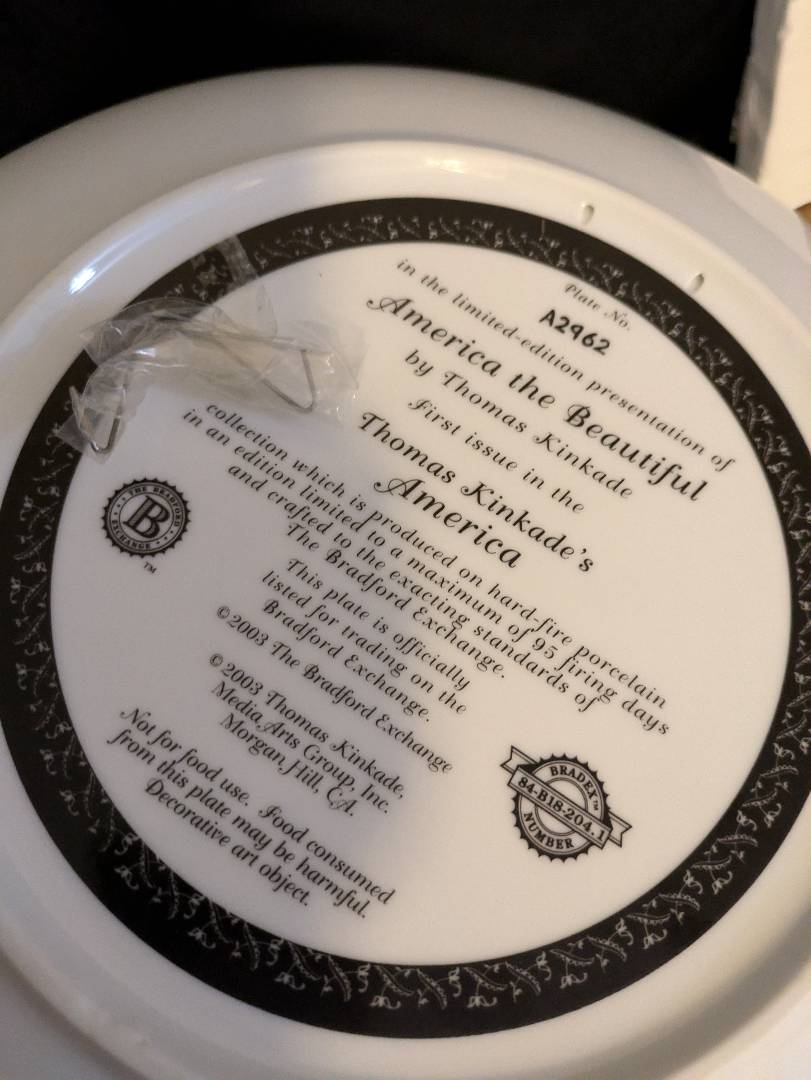 Plate No.
A2962
in the limited-edition presentation of
America the Beautiful
by Thomas Kinkade
First issue in the
Thomas Kinkade's
America
collection which is produced on hard-fire porcelain
in an edition limited to a maximum of 95 firing days
and crafted to the exacting standards of
The Bradford Exchange.
This plate is officially
listed for trading on the
Bradford Exchange.
© 2003 The Bradford Exchange
© 2003 Thomas Kinkade,
Media Arts Group, Inc.
Morgan Hill, CA.
Not for food use. Food consumed
from this plate may be harmful.
Decorative art object.
THE BRADFORD
B
EXCHANGE
TM
BRADEX™
84-B18-204.1
NUMBER